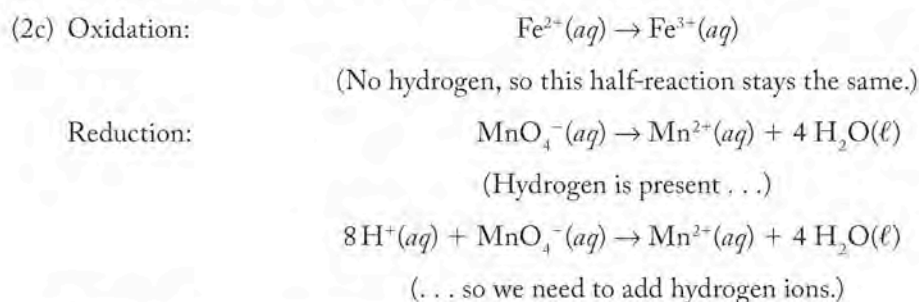 (2c) Oxidation: Fe²⁺(aq) → Fe³⁺(aq)
(No hydrogen, so this half-reaction stays the same.)
Reduction: MnO₄⁻(aq) → Mn²⁺(aq) + 4 H₂O(ℓ)
(Hydrogen is present . . .)
8 H⁺(aq) + MnO₄⁻(aq) → Mn²⁺(aq) + 4 H₂O(ℓ)
(. . . so we need to add hydrogen ions.)